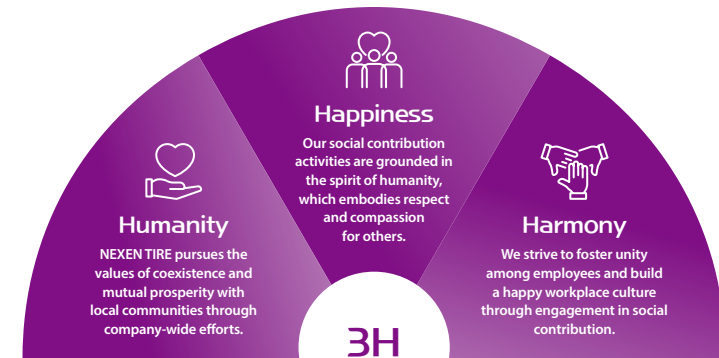 Happiness
Our social contribution
activities are grounded in
the spirit of humanity,
which embodies respect
and compassion
for others.
Humanity
NEXEN TIRE pursues the
values of coexistence and
mutual prosperity with
local communities through
company-wide efforts.
Harmony
We strive to foster unity
among employees and build
a happy workplace culture
through engagement in social
contribution.
3H